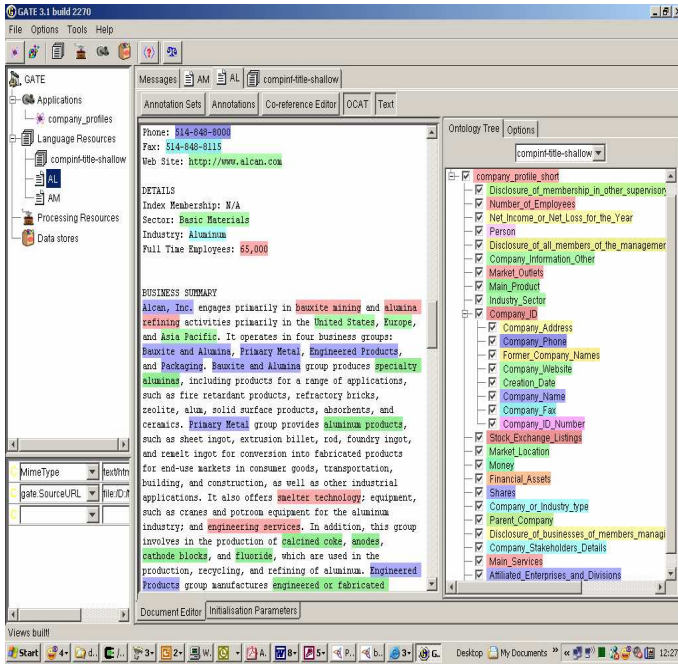 GATE 3.1 build 2270
File Options Tools Help
GATE
Applications
company_profiles
Language Resources
compinf-title-shallow
AL
AM
Processing Resources
Data stores
MimeType
gate.SourceURL
Messages AM AL compinf-title-shallow
Annotation Sets Annotations Co-reference Editor OCAT Text
Phone: 514-848-8000
Fax: 514-848-8115
Web Site: http://www.alcan.com
DETAILS
Index Membership: N/A
Sector: Basic Materials
Industry: Aluminum
Full Time Employees: 65,000
BUSINESS SUMMARY
Alcan, Inc. engages primarily in bauxite mining and alumina
refining activities primarily in the United States, Europe,
and Asia Pacific. It operates in four business groups:
Bauxite and Alumina, Primary Metal, Engineered Products,
and Packaging. Bauxite and Alumina group produces specialty
aluminas, including products for a range of applications,
such as fire retardant products, refractory bricks,
zeolite, alum, solid surface products, absorbents, and
ceramics. Primary Metal group provides aluminum products,
such as sheet ingot, extrusion billet, rod, foundry ingot,
and remelt ingot for conversion into fabricated products
for end-use markets in consumer goods, transportation,
building, and construction, as well as other industrial
applications. It also offers smelter technology; equipment,
such as cranes and potroom equipment for the aluminum
industry; and engineering services. In addition, this group
involves in the production of calcined coke, anodes,
cathode blocks, and fluoride, which are used in the
production, recycling, and refining of aluminum. Engineered
Products group manufactures engineered or fabricated
Document Editor Initialisation Parameters
Ontology Tree Options
compinf-title-shallow
company_profile_short
Disclosure_of_membership_in_other_supervisory
Number_of_Employees
Net_Income_or_Net_Loss_for_the_Year
Person
Disclosure_of_all_members_of_the_managemer
Company_Information_Other
Market_Outlets
Main_Product
Industry_Sector
Company_ID
Company_Address
Company_Phone
Former_Company_Names
Company_Website
Creation_Date
Company_Name
Company_Fax
Company_ID_Number
Stock_Exchange_Listings
Market_Location
Money
Financial_Assets
Shares
Company_or_Industry_type
Parent_Company
Disclosure_of_businesses_of_members_managi
Company_Stakeholders_Details
Main_Services
Affiliated_Enterprises_and_Divisions
Views built!
Start Desktop My Documents 12:27